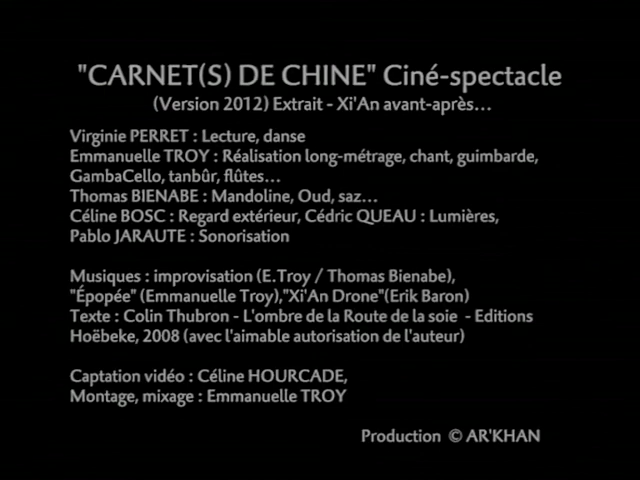 "CARNET(S) DE CHINE" Ciné-spectacle
(Version 2012) Extrait - Xi'An avant-après...
Virginie PERRET : Lecture, danse
Emmanuelle TROY : Réalisation long-métrage, chant, guimbarde,
GambaCello, tanbûr, flûtes...
Thomas BIENABE : Mandoline, Oud, saz...
Céline BOSC : Regard extérieur, Cédric QUEAU : Lumières,
Pablo JARAUTE : Sonorisation
Musiques : improvisation (E.Troy / Thomas Bienabe),
"Épopée" (Emmanuelle Troy),"Xi'An Drone"(Erik Baron)
Texte : Colin Thubron - L'ombre de la Route de la soie - Editions
Hoëbeke, 2008 (avec l'aimable autorisation de l'auteur)
Captation vidéo : Céline HOURCADE,
Montage, mixage : Emmanuelle TROY
Production © AR'KHAN